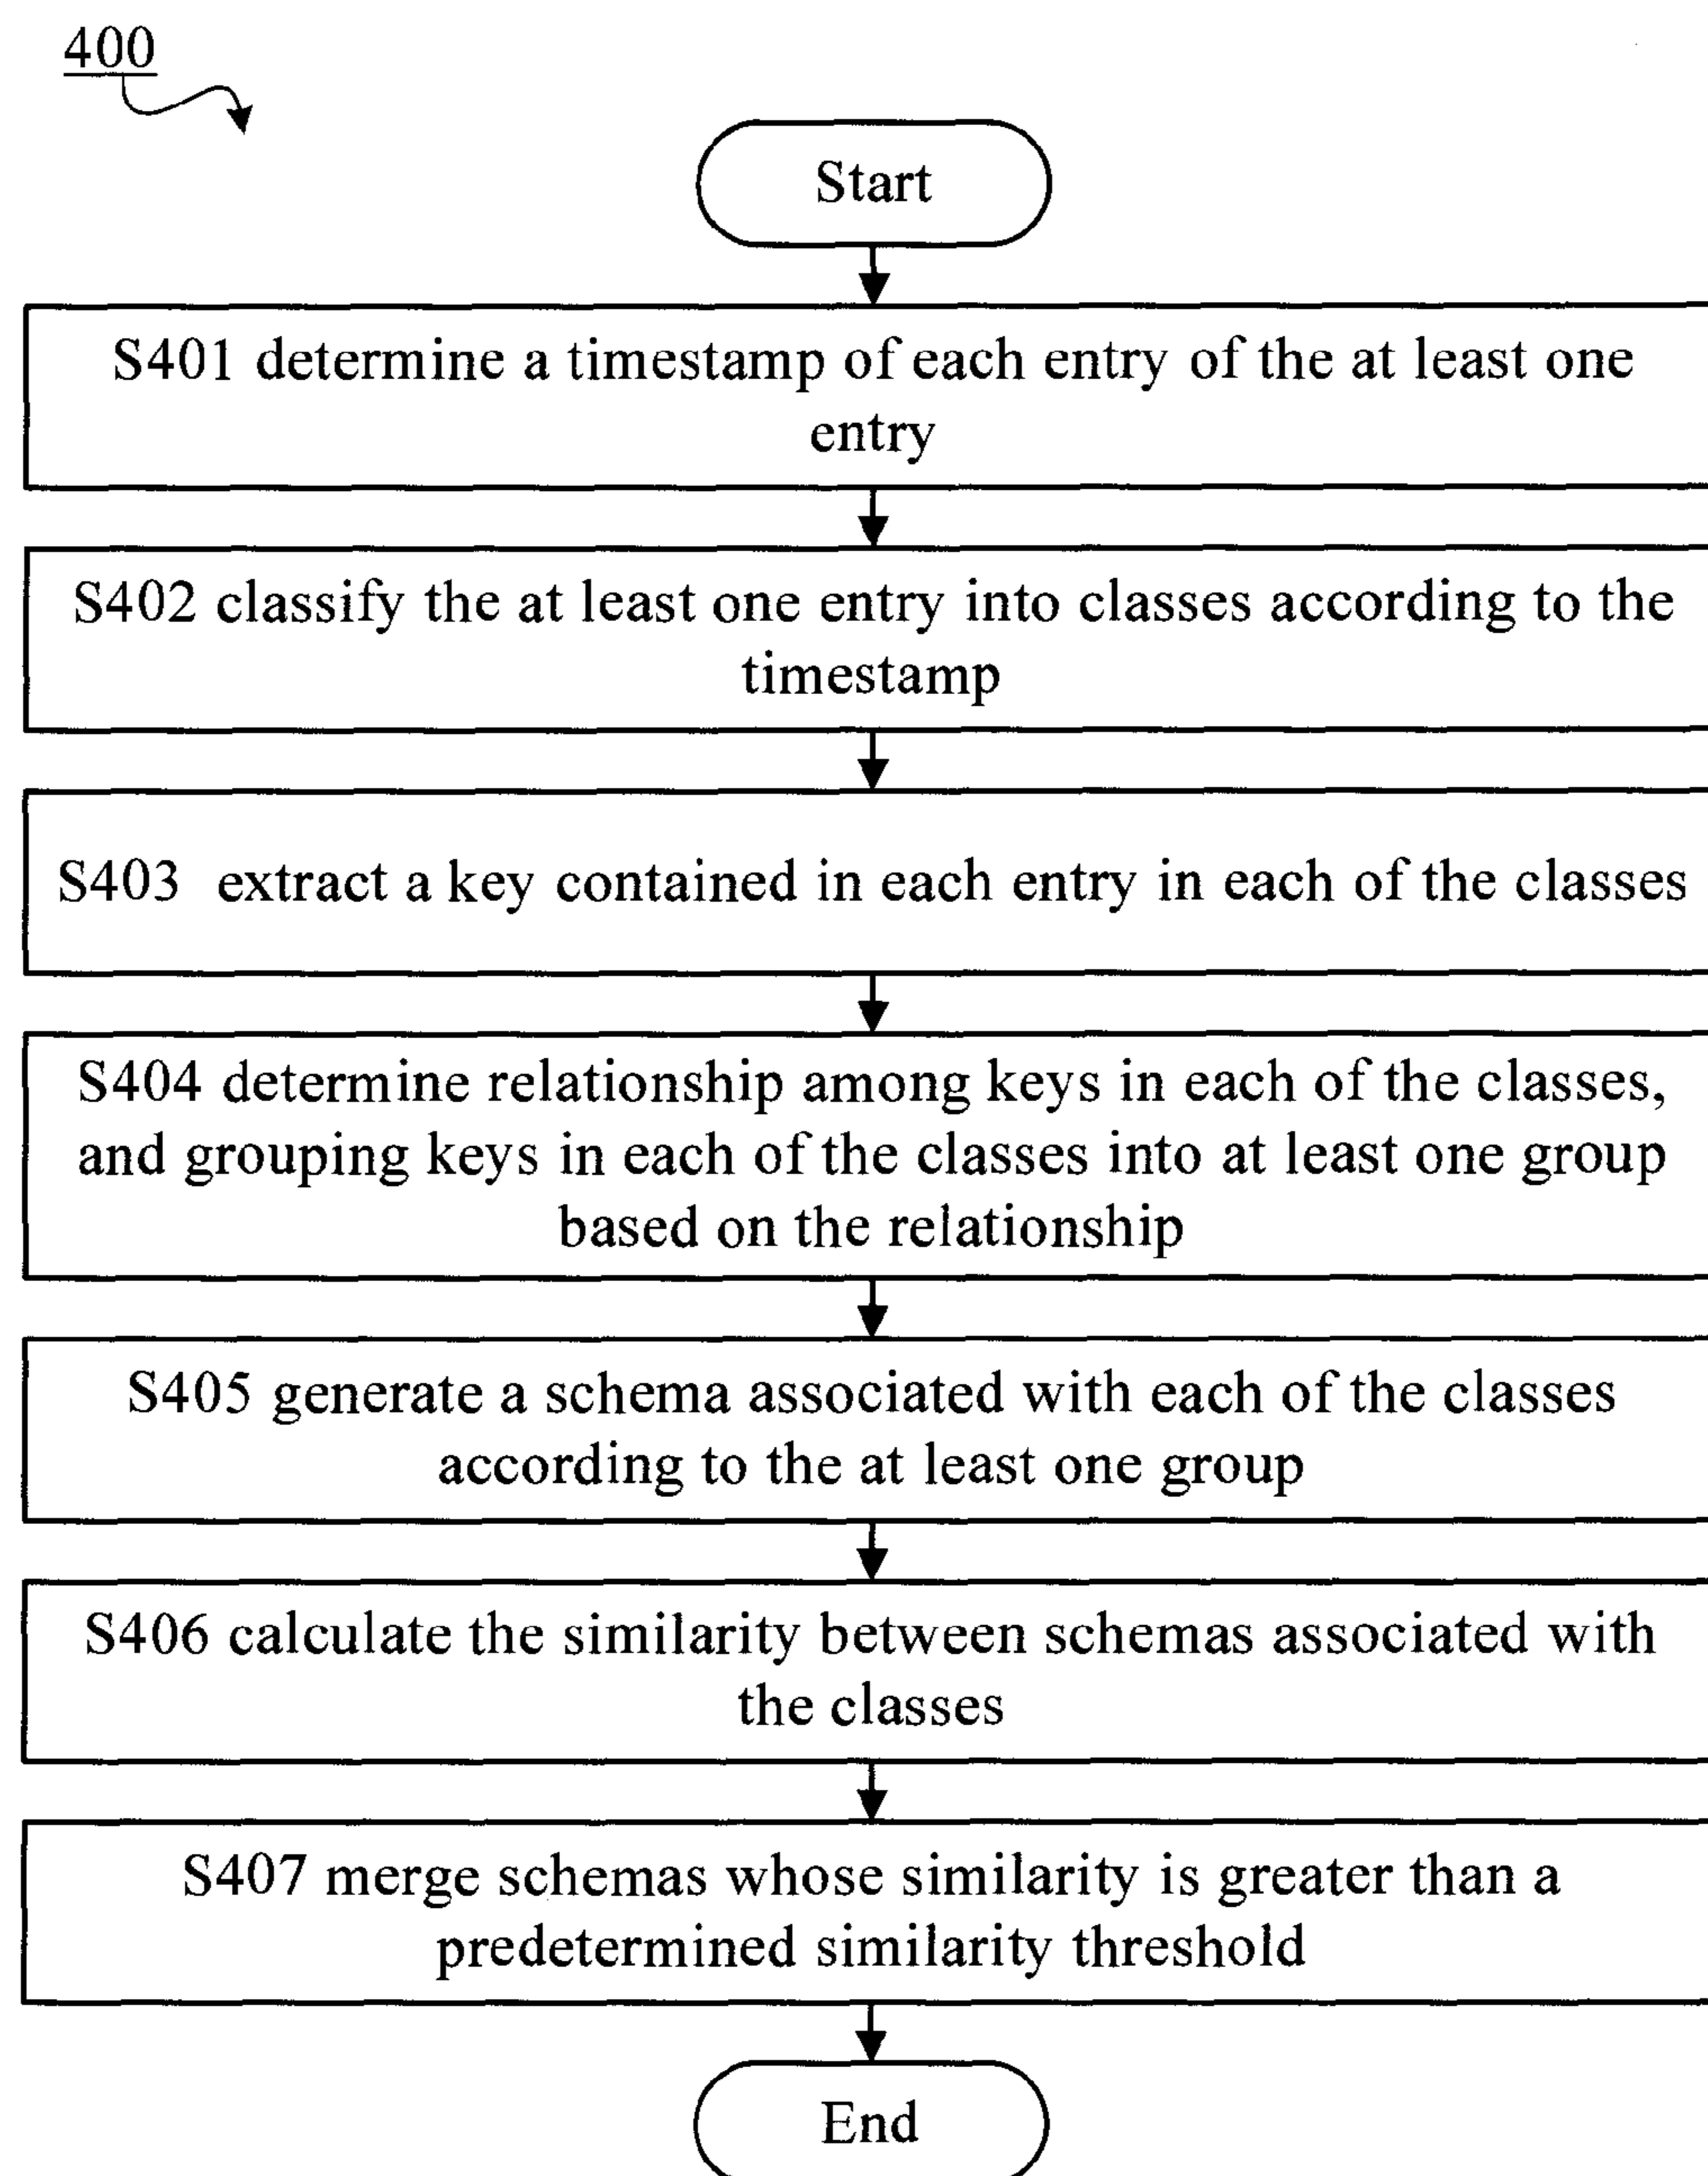 400
Start
S401 determine a timestamp of each entry of the at least one
entry
S402 classify the at least one entry into classes according to the
timestamp
S403 extract a key contained in each entry in each of the classes
S404 determine relationship among keys in each of the classes,
and grouping keys in each of the classes into at least one group
based on the relationship
S405 generate a schema associated with each of the classes
according to the at least one group
S406 calculate the similarity between schemas associated with
the classes
S407 merge schemas whose similarity is greater than a
predetermined similarity threshold
End